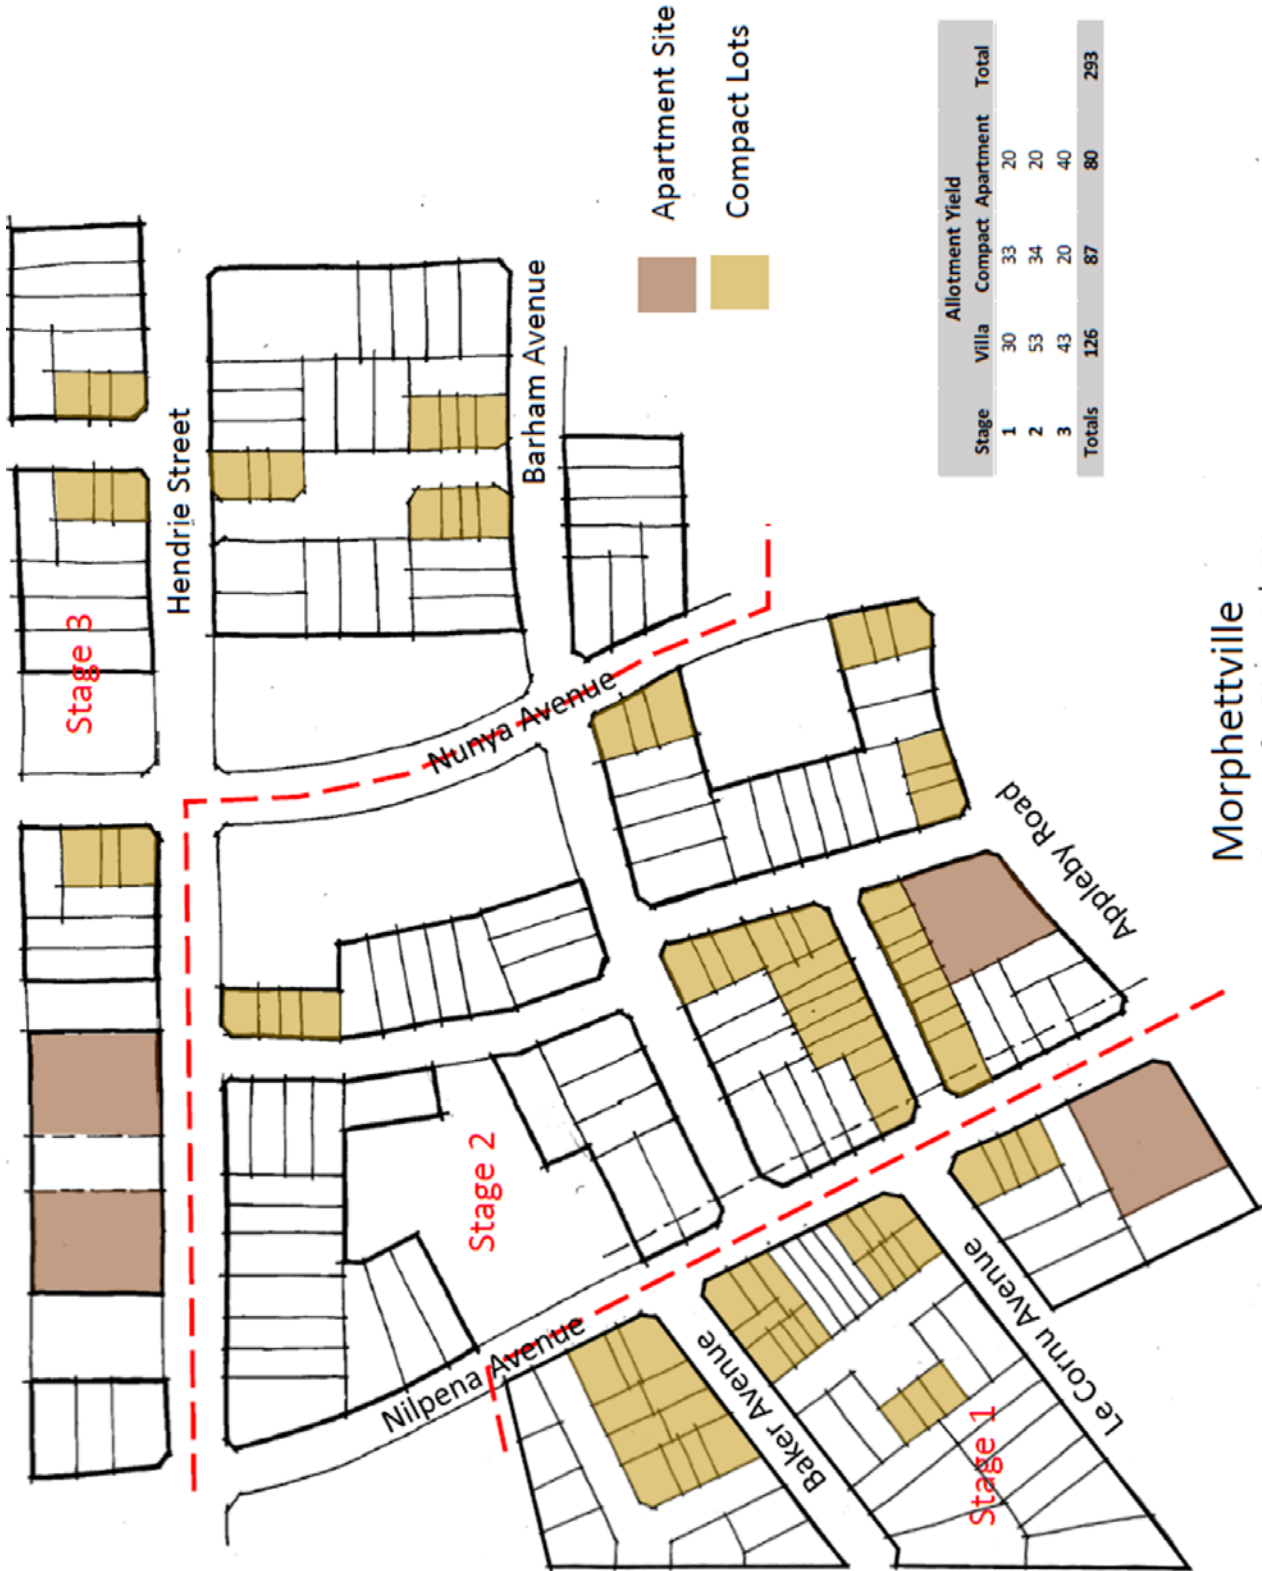 Stage 3
Hendrie Street
Barham Avenue
Nunya Avenue
Stage 2
Nilpena Avenue
Baker Avenue
Le Cornu Avenue
Stage 1
Appleby Road
Apartment Site
Compact Lots
Allotment Yield
Stage Villa Compact Apartment Total
1 30 33 20
2 53 34 20
3 43 20 40
Totals 126 87 80 293
Morphettville